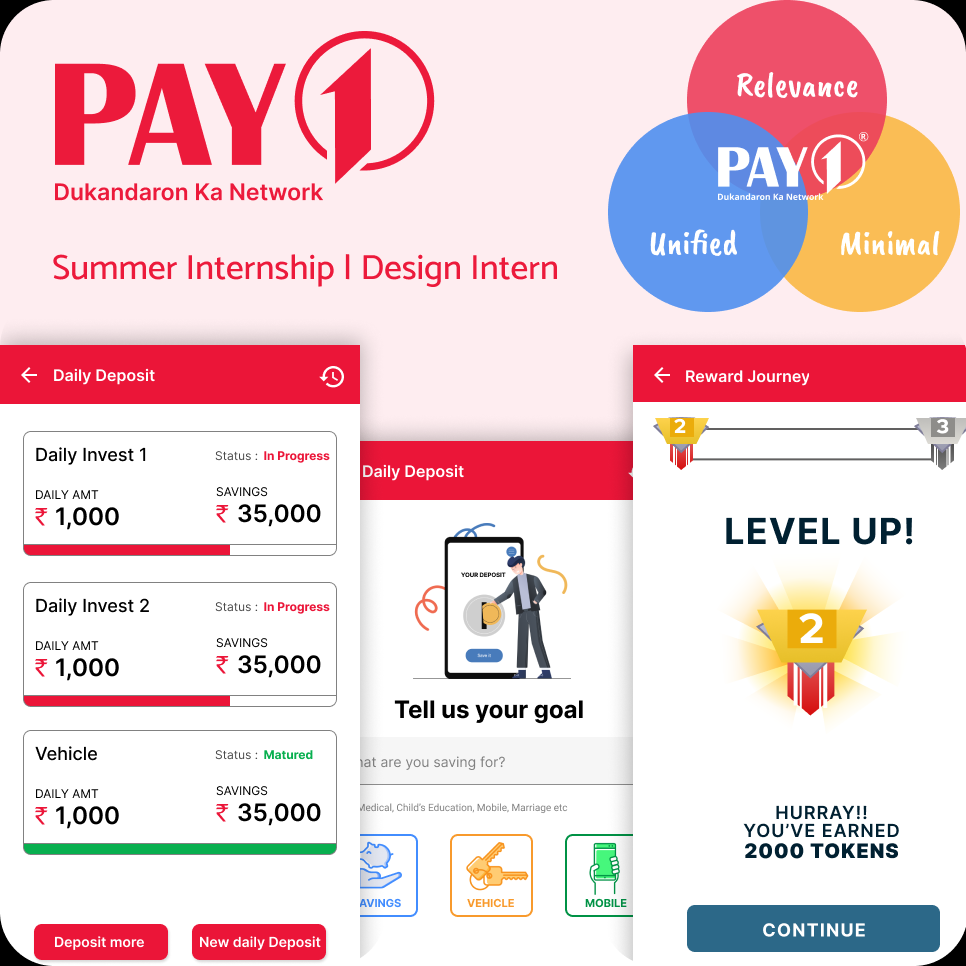 PAY1
Dukandaron Ka Network
Summer Internship | Design Intern
Relevance
PAY1®
Dukandaron Ka Network
Unified
Minimal
Daily Deposit
Daily Invest 1
Status : In Progress
DAILY AMT
SAVINGS
₹ 1,000
₹ 35,000
Daily Invest 2
Status : In Progress
DAILY AMT
SAVINGS
₹ 1,000
₹ 35,000
Vehicle
Status : Matured
DAILY AMT
SAVINGS
₹ 1,000
₹ 35,000
Deposit more
New daily Deposit
Daily Deposit
YOUR DEPOSIT
Save it
Tell us your goal
hat are you saving for?
Medical, Child's Education, Mobile, Marriage etc
AVINGS
VEHICLE
MOBILE
Reward Journey
2
3
LEVEL UP!
2
HURRAY!!
YOU'VE EARNED
2000 TOKENS
CONTINUE